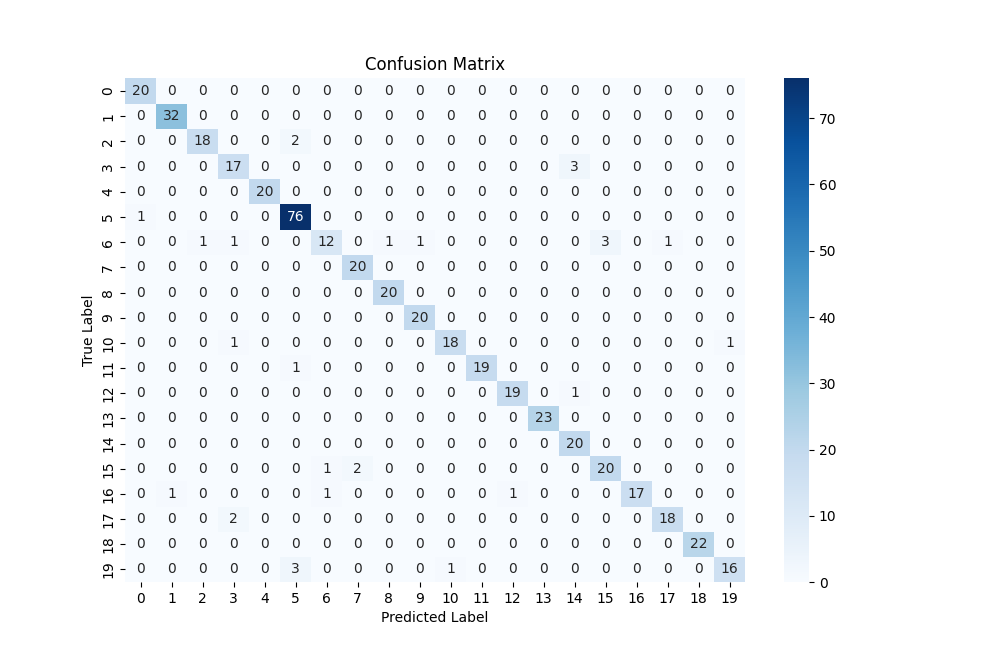 Confusion Matrix
0 20 0 0 0 0 0 0 0 0 0 0 0 0 0 0 0 0 0 0 0
1 0 32 0 0 0 0 0 0 0 0 0 0 0 0 0 0 0 0 0 0
2 0 0 18 0 0 2 0 0 0 0 0 0 0 0 0 0 0 0 0 0
3 0 0 0 17 0 0 0 0 0 0 0 0 0 0 3 0 0 0 0 0
4 0 0 0 0 20 0 0 0 0 0 0 0 0 0 0 0 0 0 0 0
5 1 0 0 0 0 76 0 0 0 0 0 0 0 0 0 0 0 0 0 0
6 0 0 1 1 0 0 12 0 1 1 0 0 0 0 0 3 0 1 0 0
7 0 0 0 0 0 0 0 20 0 0 0 0 0 0 0 0 0 0 0 0
8 0 0 0 0 0 0 0 0 20 0 0 0 0 0 0 0 0 0 0 0
9 0 0 0 0 0 0 0 0 0 20 0 0 0 0 0 0 0 0 0 0
10 0 0 0 1 0 0 0 0 0 0 18 0 0 0 0 0 0 0 0 1
11 0 0 0 0 0 1 0 0 0 0 0 19 0 0 0 0 0 0 0 0
12 0 0 0 0 0 0 0 0 0 0 0 0 19 0 1 0 0 0 0 0
13 0 0 0 0 0 0 0 0 0 0 0 0 0 23 0 0 0 0 0 0
14 0 0 0 0 0 0 0 0 0 0 0 0 0 0 20 0 0 0 0 0
15 0 0 0 0 0 0 1 2 0 0 0 0 0 0 0 20 0 0 0 0
16 0 1 0 0 0 0 1 0 0 0 0 0 1 0 0 0 17 0 0 0
17 0 0 0 2 0 0 0 0 0 0 0 0 0 0 0 0 0 18 0 0
18 0 0 0 0 0 0 0 0 0 0 0 0 0 0 0 0 0 0 22 0
19 0 0 0 0 0 3 0 0 0 0 1 0 0 0 0 0 0 0 0 16
0 1 2 3 4 5 6 7 8 9 10 11 12 13 14 15 16 17 18 19
Predicted Label
True Label
70
60
50
40
30
20
10
0